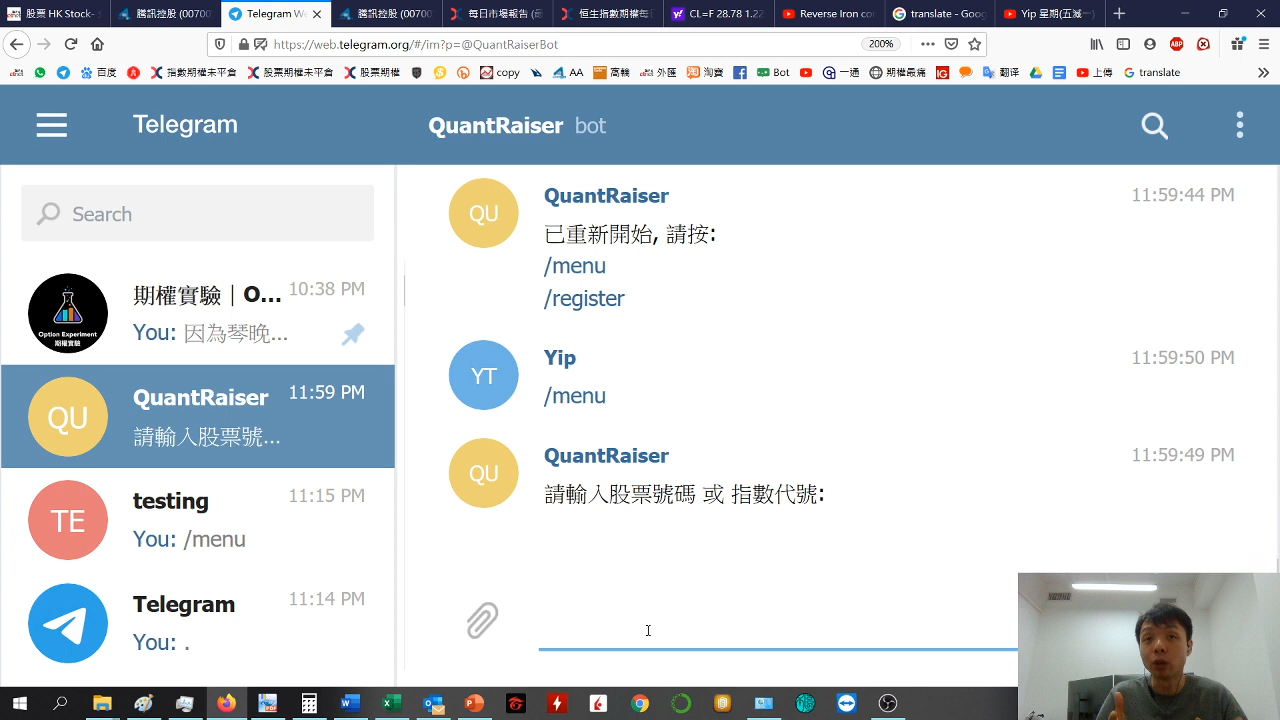 股票 HK Stock-
騰訊控股 (00700
Telegram We
騰訊控股 (00700
每日市場報告 (
恒生指數期權每
CL=F 28.78 1.22
Reverse Iron co
translate - Goog
Yip 星期(五減一)
https://web.telegram.org/#/im?p=@QuantRaiserBot
200%
百度
指數期權未平倉
股票期權未平倉
股票期權
copy
AA
高輪
外匯
淘寶
Bot
一通
期權最痛
翻译
上傳
translate
Telegram
QuantRaiser bot
Search
期權實驗｜O...
10:38 PM
You: 因為琴晚...
Option Experiment
期權實驗
QU
QuantRaiser
11:59 PM
請輸入股票號...
TE
testing
11:15 PM
You: /menu
Telegram
11:14 PM
You: .
QU
QuantRaiser
11:59:44 PM
已重新開始, 請按:
/menu
/register
YT
Yip
11:59:50 PM
/menu
QU
QuantRaiser
11:59:49 PM
請輸入股票號碼 或 指數代號: